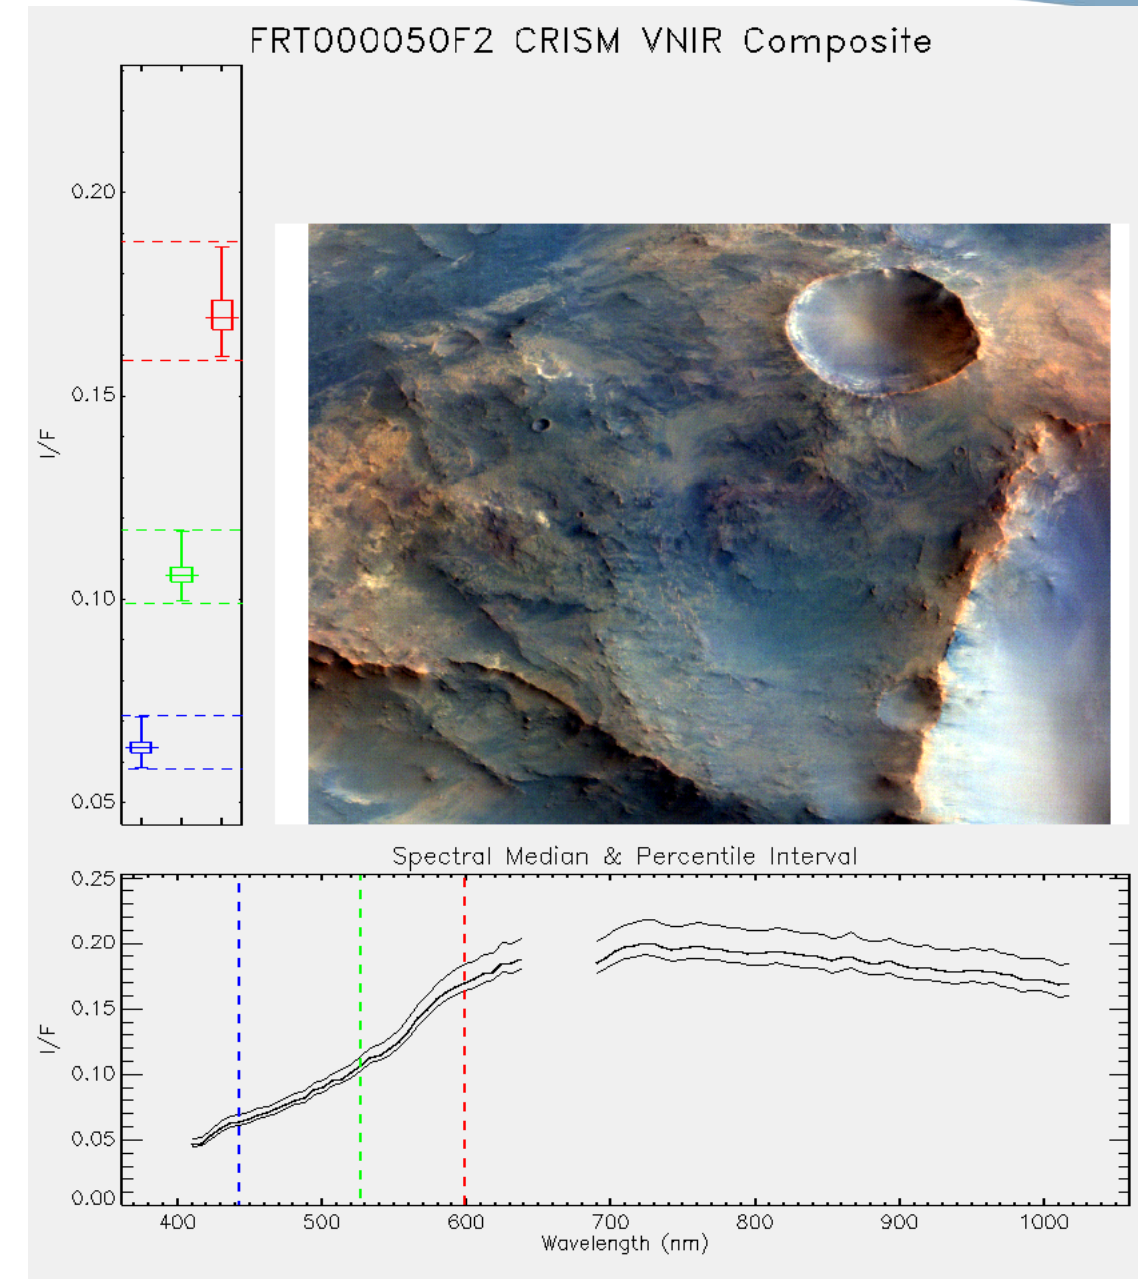 FRT000050F2 CRISM VNIR Composite
0.20
0.15
I/F
0.10
0.05
Spectral Median & Percentile Interval
0.25
0.20
0.15
I/F
0.10
0.05
0.00
400 500 600 700 800 900 1000
Wavelength (nm)